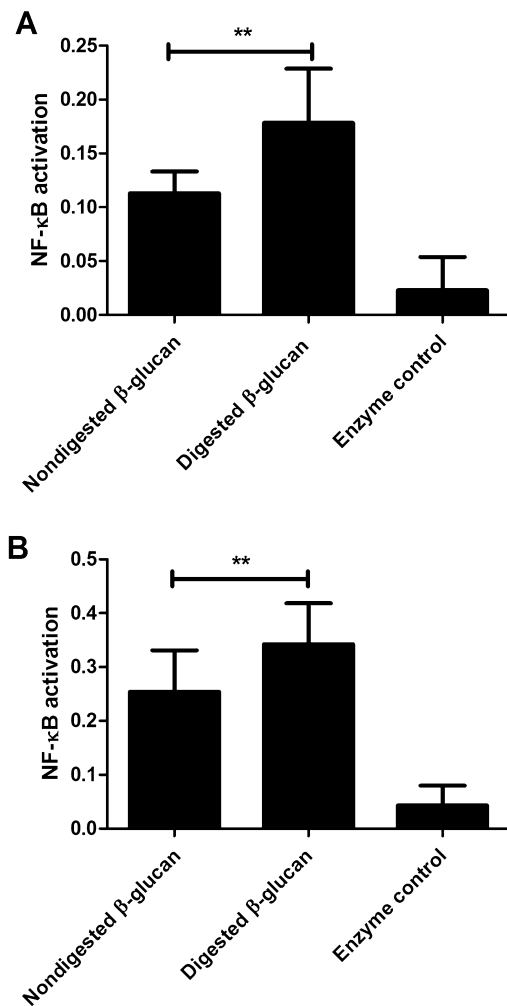 A
**
0.25
0.20
0.15
0.10
0.05
0.00
NF-κB activation
Nondigested β-glucan
Digested β-glucan
Enzyme control
B
**
0.5
0.4
0.3
0.2
0.1
0.0
NF-κB activation
Nondigested β-glucan
Digested β-glucan
Enzyme control